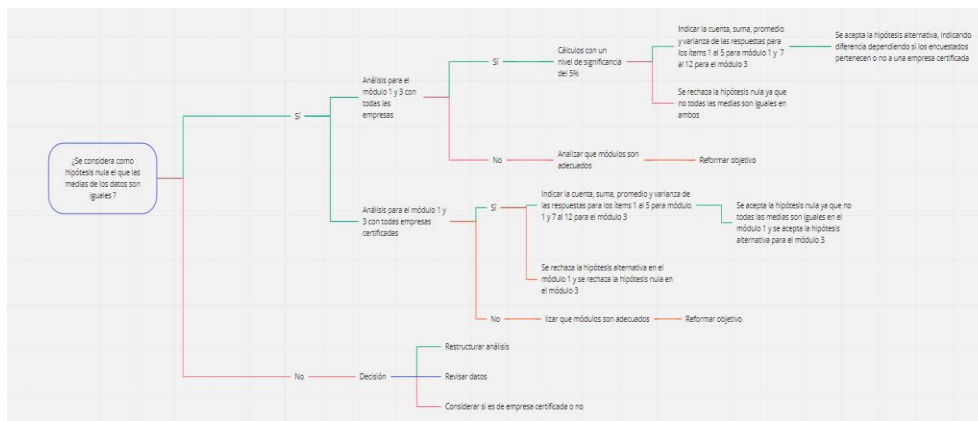 ¿Se considera como
hipótesis nula el que las
medias de los datos son
iguales ?
Sí
Análisis para el
módulo 1 y 3 con
todas las
empresas
Sí
Cálculos con un
nivel de significancia
del 5%
Indicar la cuenta, suma, promedio
y varianza de las respuestas para
los ítems 1 al 5 para módulo 1 y 7
al 12 para el módulo 3
Se acepta la hipótesis alternativa, indicando
diferencia dependiendo si los encuestados
pertenecen o no a una empresa certificada
Se rechaza la hipótesis nula ya que
no todas las medias son iguales en
ambos
No
Analizar que módulos son
adecuados
Reformar objetivo
Análisis para el módulo 1 y
3 con todas empresas
certificadas
Sí
Indicar la cuenta, suma, promedio y varianza de
las respuestas para los ítems 1 al 5 para módulo
1 y 7 al 12 para el módulo 3
Se acepta la hipótesis nula ya que no
todas las medias son iguales en el
módulo 1 y se acepta la hipótesis
alternativa para el módulo 3
Se rechaza la hipótesis alternativa en el
módulo 1 y se rechaza la hipótesis nula en
el módulo 3
No
lizar que módulos son adecuados
Reformar objetivo
No
Decisión
Restructurar análisis
Revisar datos
Considerar si es de empresa certificada o no